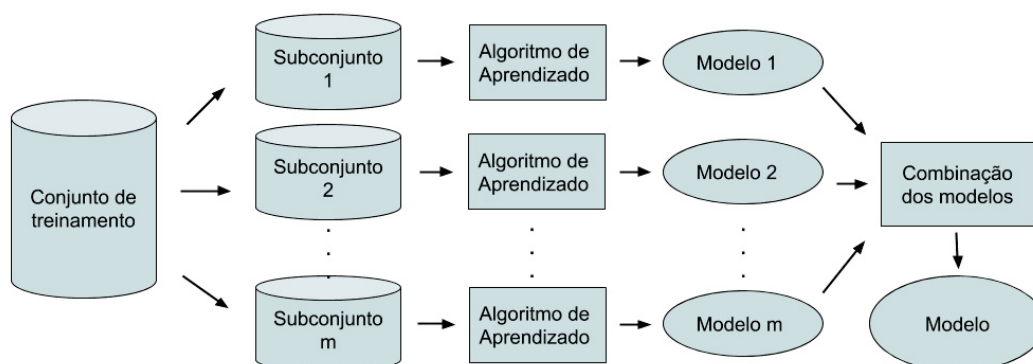 Conjunto de
treinamento
Subconjunto
1
Algoritmo de
Aprendizado
Modelo 1
Subconjunto
2
Algoritmo de
Aprendizado
Modelo 2
Subconjunto
m
Algoritmo de
Aprendizado
Modelo m
Combinação
dos modelos
Modelo